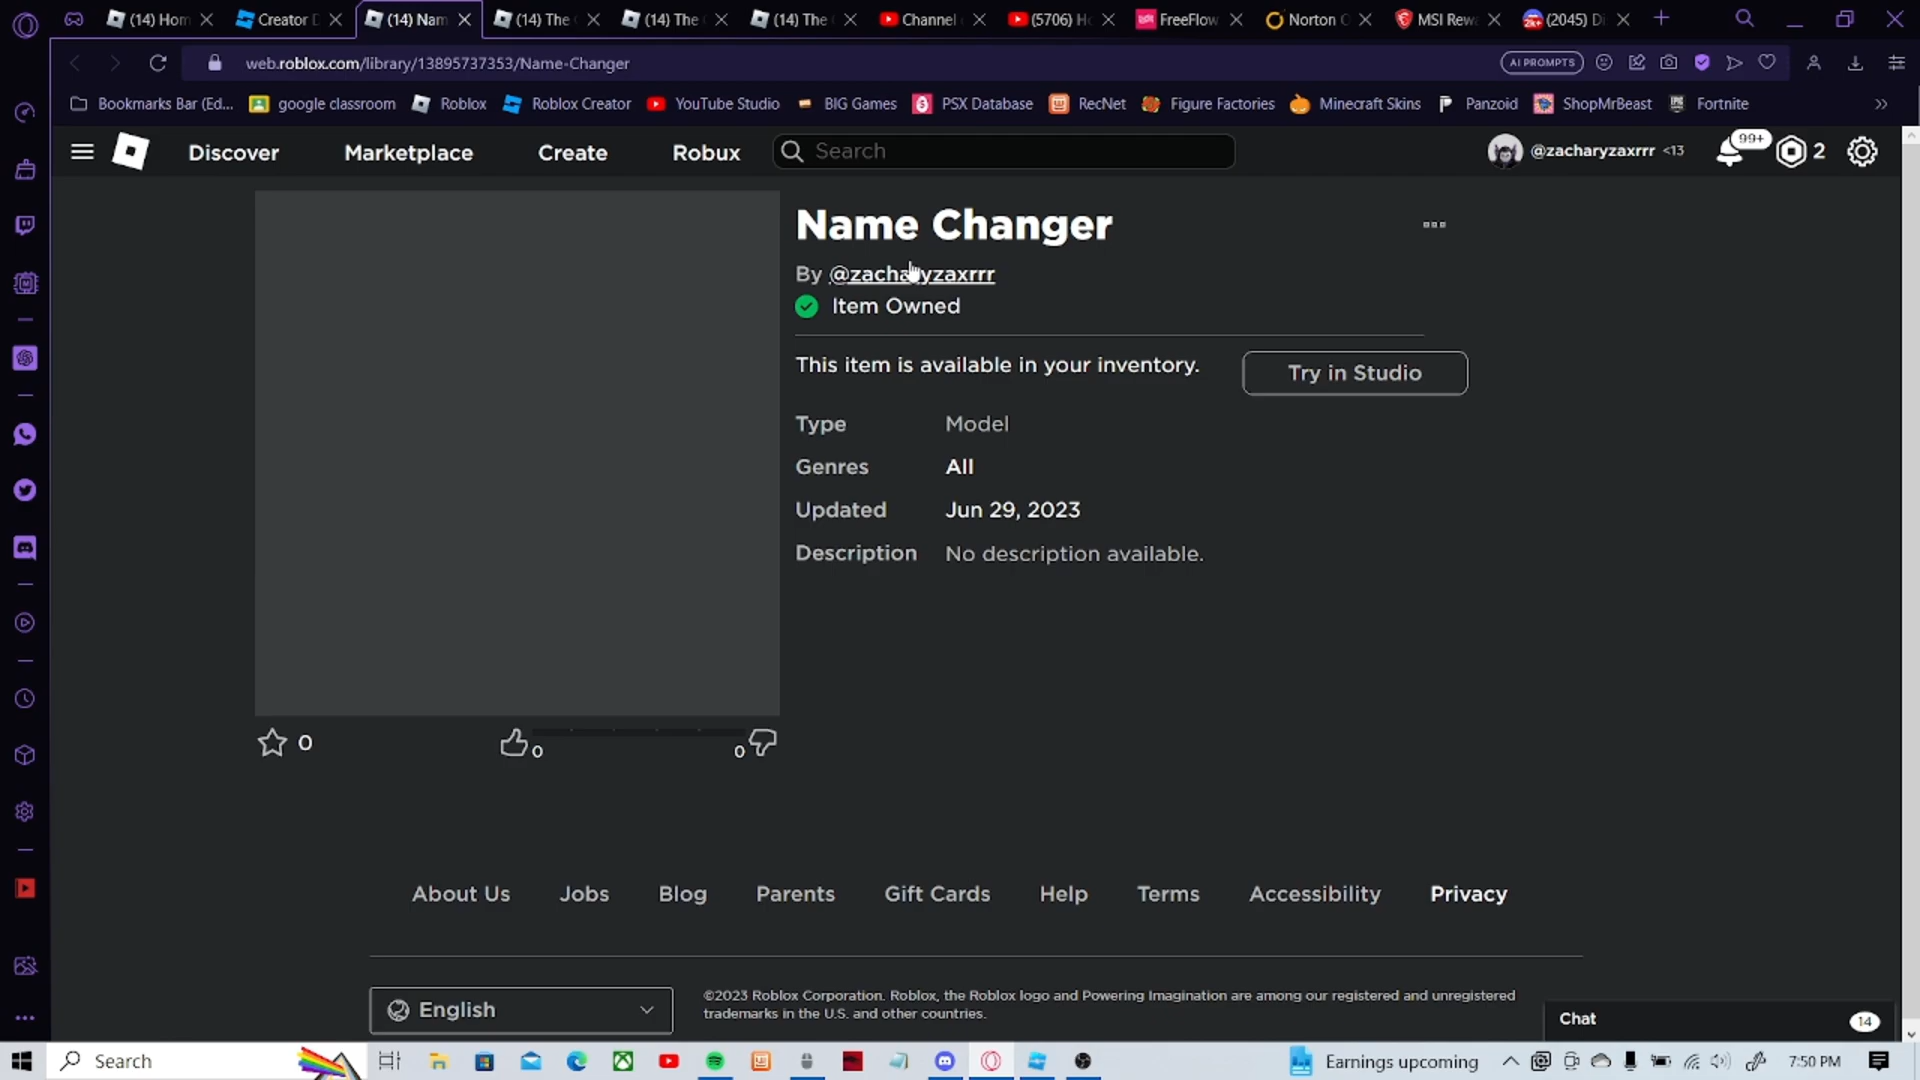 (14) Hom
Creator D
(14) Nam
(14) The
(14) The
(14) The
Channel
(5706) H
FreeFlow
Norton O
MSI Rew
(2045) Di
web.roblox.com/library/13895737353/Name-Changer
AI PROMPTS
Bookmarks Bar (Ed...
google classroom
Roblox
Roblox Creator
YouTube Studio
BIG Games
PSX Database
RecNet
Figure Factories
Minecraft Skins
Panzoid
ShopMrBeast
Fortnite
Discover
Marketplace
Create
Robux
Search
@zacharyzaxrrr <13
99+
2
Name Changer
By @zacharyzaxrrr
Item Owned
This item is available in your inventory.
Try in Studio
Type Model
Genres All
Updated Jun 29, 2023
Description No description available.
0
0
0
About Us
Jobs
Blog
Parents
Gift Cards
Help
Terms
Accessibility
Privacy
English
©2023 Roblox Corporation. Roblox, the Roblox logo and Powering Imagination are among our registered and unregistered
trademarks in the U.S. and other countries.
Chat
14
Search
Earnings upcoming
7:50 PM